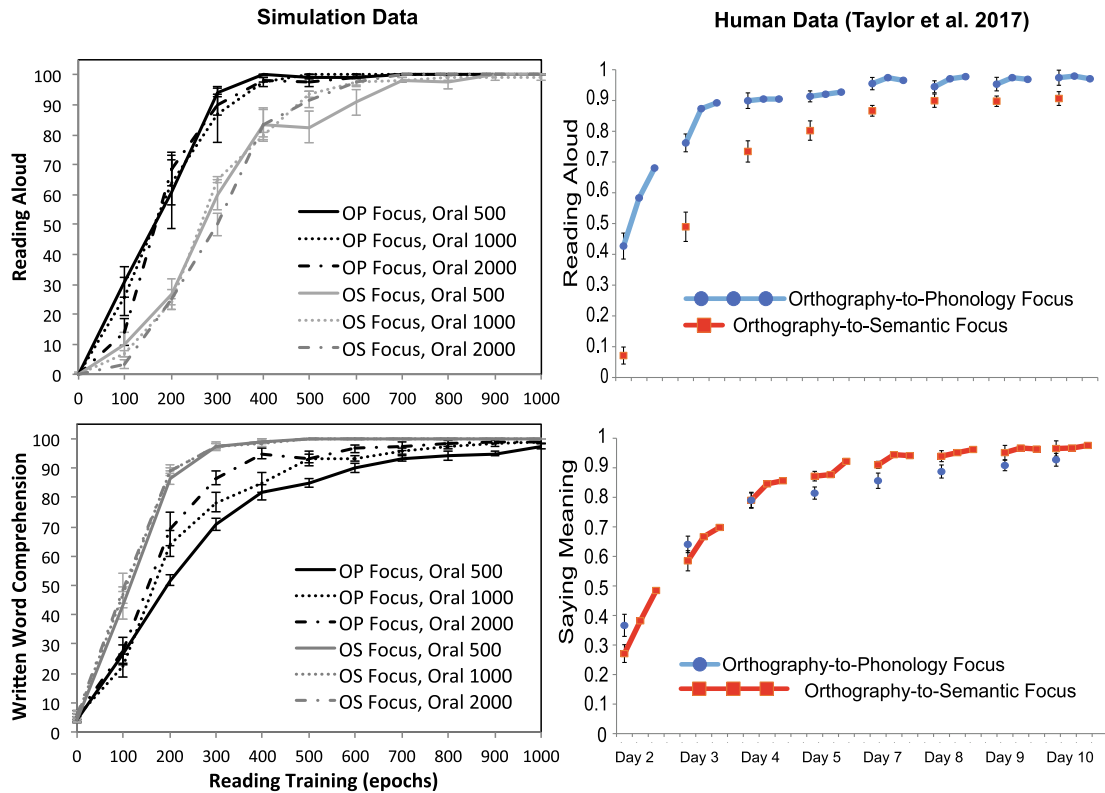 Simulation Data
Human Data (Taylor et al. 2017)
Reading Aloud
100
90
80
70
60
50
40
30
20
10
0
0 100 200 300 400 500 600 700 800 900 1000
OP Focus, Oral 500
OP Focus, Oral 1000
OP Focus, Oral 2000
OS Focus, Oral 500
OS Focus, Oral 1000
OS Focus, Oral 2000
Reading Aloud
1
0.9
0.8
0.7
0.6
0.5
0.4
0.3
0.2
0.1
0
Orthography-to-Phonology Focus
Orthography-to-Semantic Focus
Written Word Comprehension
100
90
80
70
60
50
40
30
20
10
0
0 100 200 300 400 500 600 700 800 900 1000
Reading Training (epochs)
OP Focus, Oral 500
OP Focus, Oral 1000
OP Focus, Oral 2000
OS Focus, Oral 500
OS Focus, Oral 1000
OS Focus, Oral 2000
Saying Meaning
1
0.9
0.8
0.7
0.6
0.5
0.4
0.3
0.2
0.1
0
Orthography-to-Phonology Focus
Orthography-to-Semantic Focus
Day 2 Day 3 Day 4 Day 5 Day 7 Day 8 Day 9 Day 10